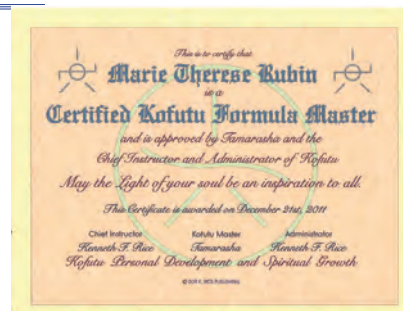 This is to certify that
Marie Therese Rubin
is a
Certified Kofutu Formula Master
and is approved by Tamarasha and the
Chief Instructor and Administrator of Kofutu
May the Light of your soul be an inspiration to all.
This Certificate is awarded on December 21st, 2011
Chief Instructor Kofutu Master Administrator
Kenneth F. Rice Tamarasha Kenneth F. Rice
Kofutu Personal Development and Spiritual Growth